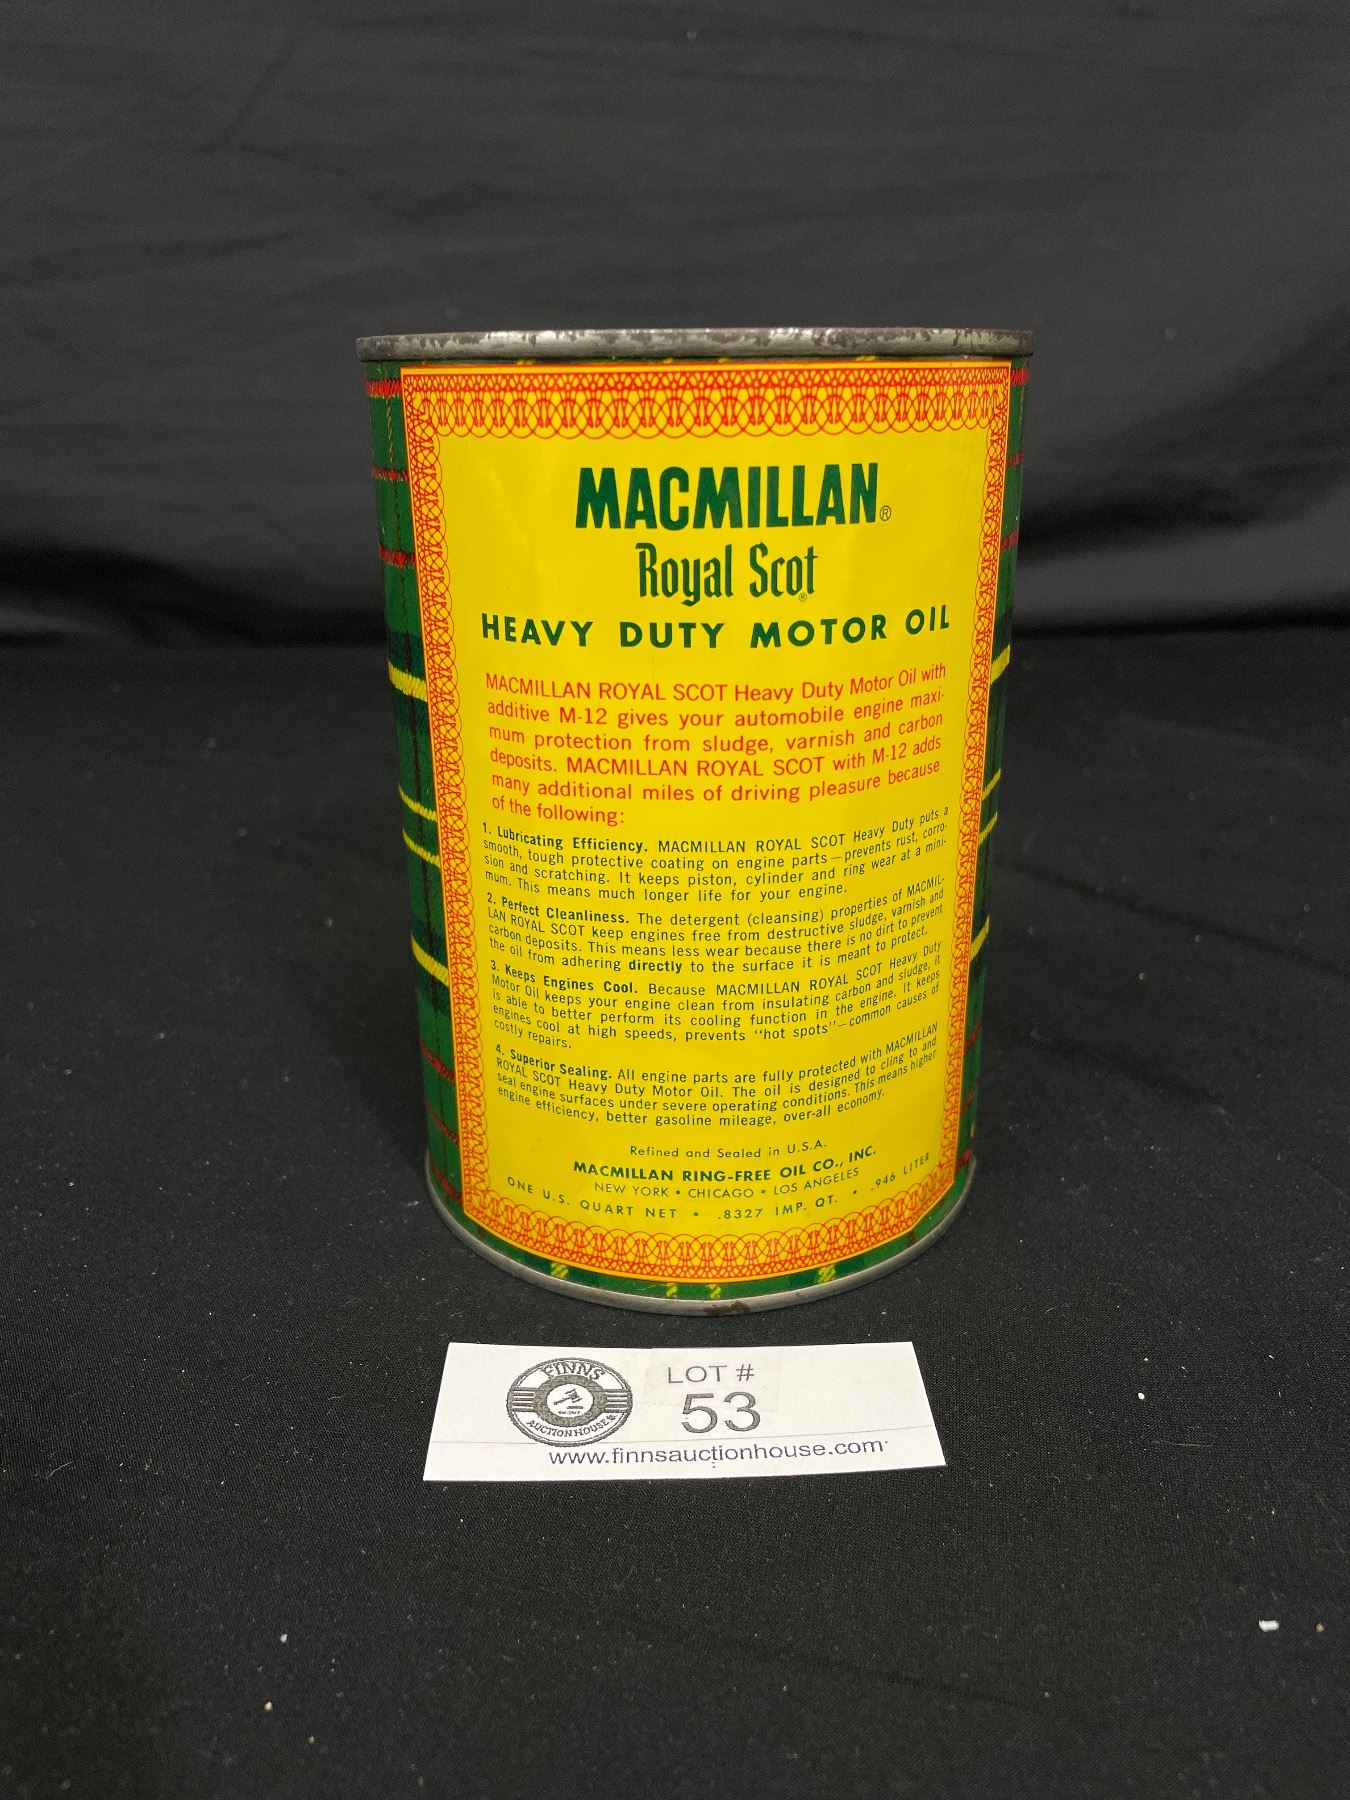 MACMILLAN®
Royal Scot®
HEAVY DUTY MOTOR OIL
MACMILLAN ROYAL SCOT Heavy Duty Motor Oil with
additive M-12 gives your automobile engine maxi-
mum protection from sludge, varnish and carbon
deposits. MACMILLAN ROYAL SCOT with M-12 adds
many additional miles of driving pleasure because
of the following:
1. Lubricating Efficiency. MACMILLAN ROYAL SCOT Heavy Duty puts a
smooth, tough protective coating on engine parts—prevents rust, corro-
sion and scratching. It keeps piston, cylinder and ring wear at a mini-
mum. This means much longer life for your engine.
2. Perfect Cleanliness. The detergent (cleansing) properties of MACMIL-
LAN ROYAL SCOT keep engines free from destructive sludge, varnish and
carbon deposits. This means less wear because there is no dirt to prevent
the oil from adhering directly to the surface it is meant to protect.
3. Keeps Engines Cool. Because MACMILLAN ROYAL SCOT Heavy Duty
Motor Oil keeps your engine clean from insulating carbon and sludge, it
is able to better perform its cooling function in the engine. It keeps
engines cool at high speeds, prevents "hot spots"—common causes of
costly repairs.
4. Superior Sealing. All engine parts are fully protected with MACMILLAN
ROYAL SCOT Heavy Duty Motor Oil. The oil is designed to cling to and
seal engine surfaces under severe operating conditions. This means higher
engine efficiency, better gasoline mileage, over-all economy.
Refined and Sealed in U.S.A.
MACMILLAN RING-FREE OIL CO., INC.
NEW YORK • CHICAGO • LOS ANGELES
ONE U.S. QUART NET • .8327 IMP. QT. • .946 LITER
FINNS
AUCTION HOUSE
LOT #
53
www.finnsauctionhouse.com